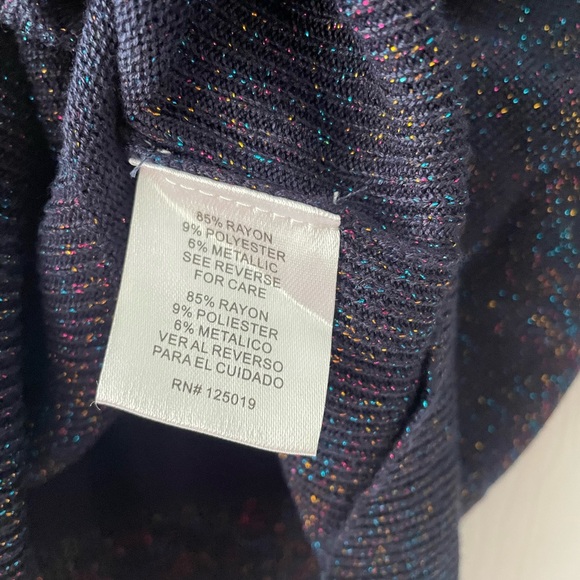 85% RAYON
9% POLYESTER
6% METALLIC
SEE REVERSE
FOR CARE
85% RAYON
9% POLIESTER
6% METALICO
VER AL REVERSO
PARA EL CUIDADO
RN# 125019